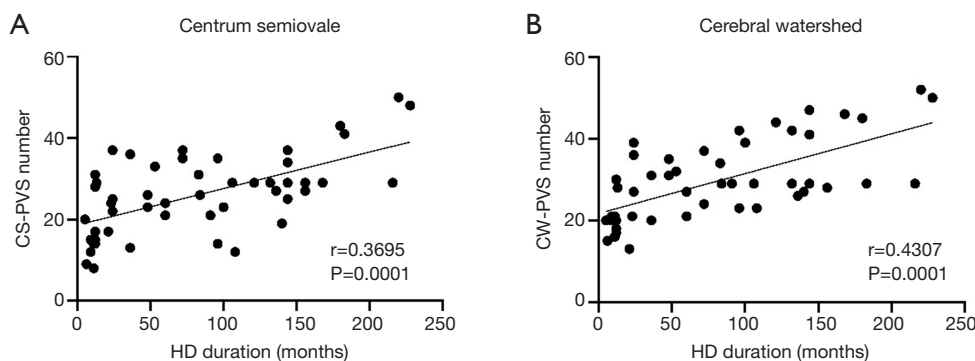 A
Centrum semiovale
CS-PVS number
60
40
20
0
r=0.3695
P=0.0001
0 50 100 150 200 250
HD duration (months)
B
Cerebral watershed
CW-PVS number
60
40
20
0
r=0.4307
P=0.0001
0 50 100 150 200 250
HD duration (months)